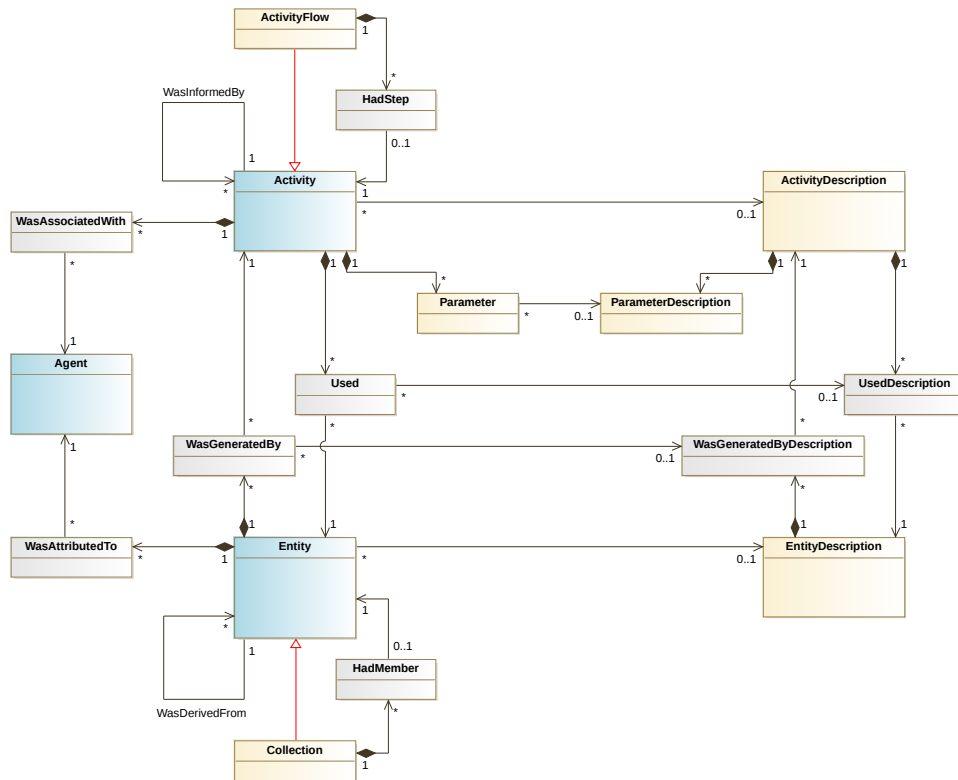 ActivityFlow
1
*
HadStep
0..1
WasInformedBy
1
*
Activity
1
*
0..1
ActivityDescription
WasAssociatedWith
*
1
1
1
1
1
1
1
*
*
Parameter
*
0..1
ParameterDescription
*
1
Agent
1
*
Used
*
0..1
*
UsedDescription
*
*
*
*
WasGeneratedBy
*
0..1
WasGeneratedByDescription
*
*
1
1
1
1
*
WasAttributedTo
*
1
Entity
*
0..1
EntityDescription
*
1
1
0..1
HadMember
*
WasDerivedFrom
Collection
1